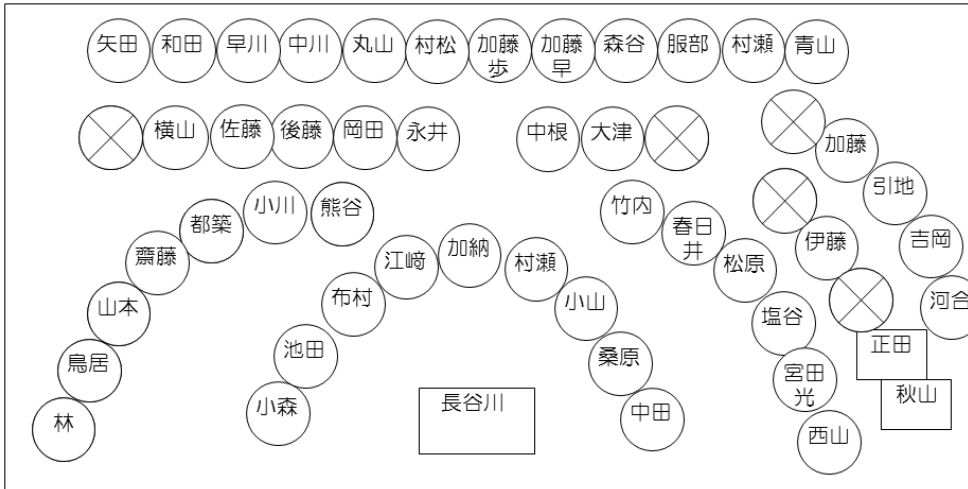 矢田
和田
早川
中川
丸山
村松
加藤
歩
加藤
早
森谷
服部
村瀬
青山
横山
佐藤
後藤
岡田
永井
中根
大津
加藤
引地
吉岡
河合
小川
熊谷
都築
齋藤
山本
鳥居
林
竹内
春日
井
松原
塩谷
宮田
光
西山
伊藤
正田
秋山
加納
江﨑
布村
池田
小森
村瀬
小山
桑原
中田
長谷川